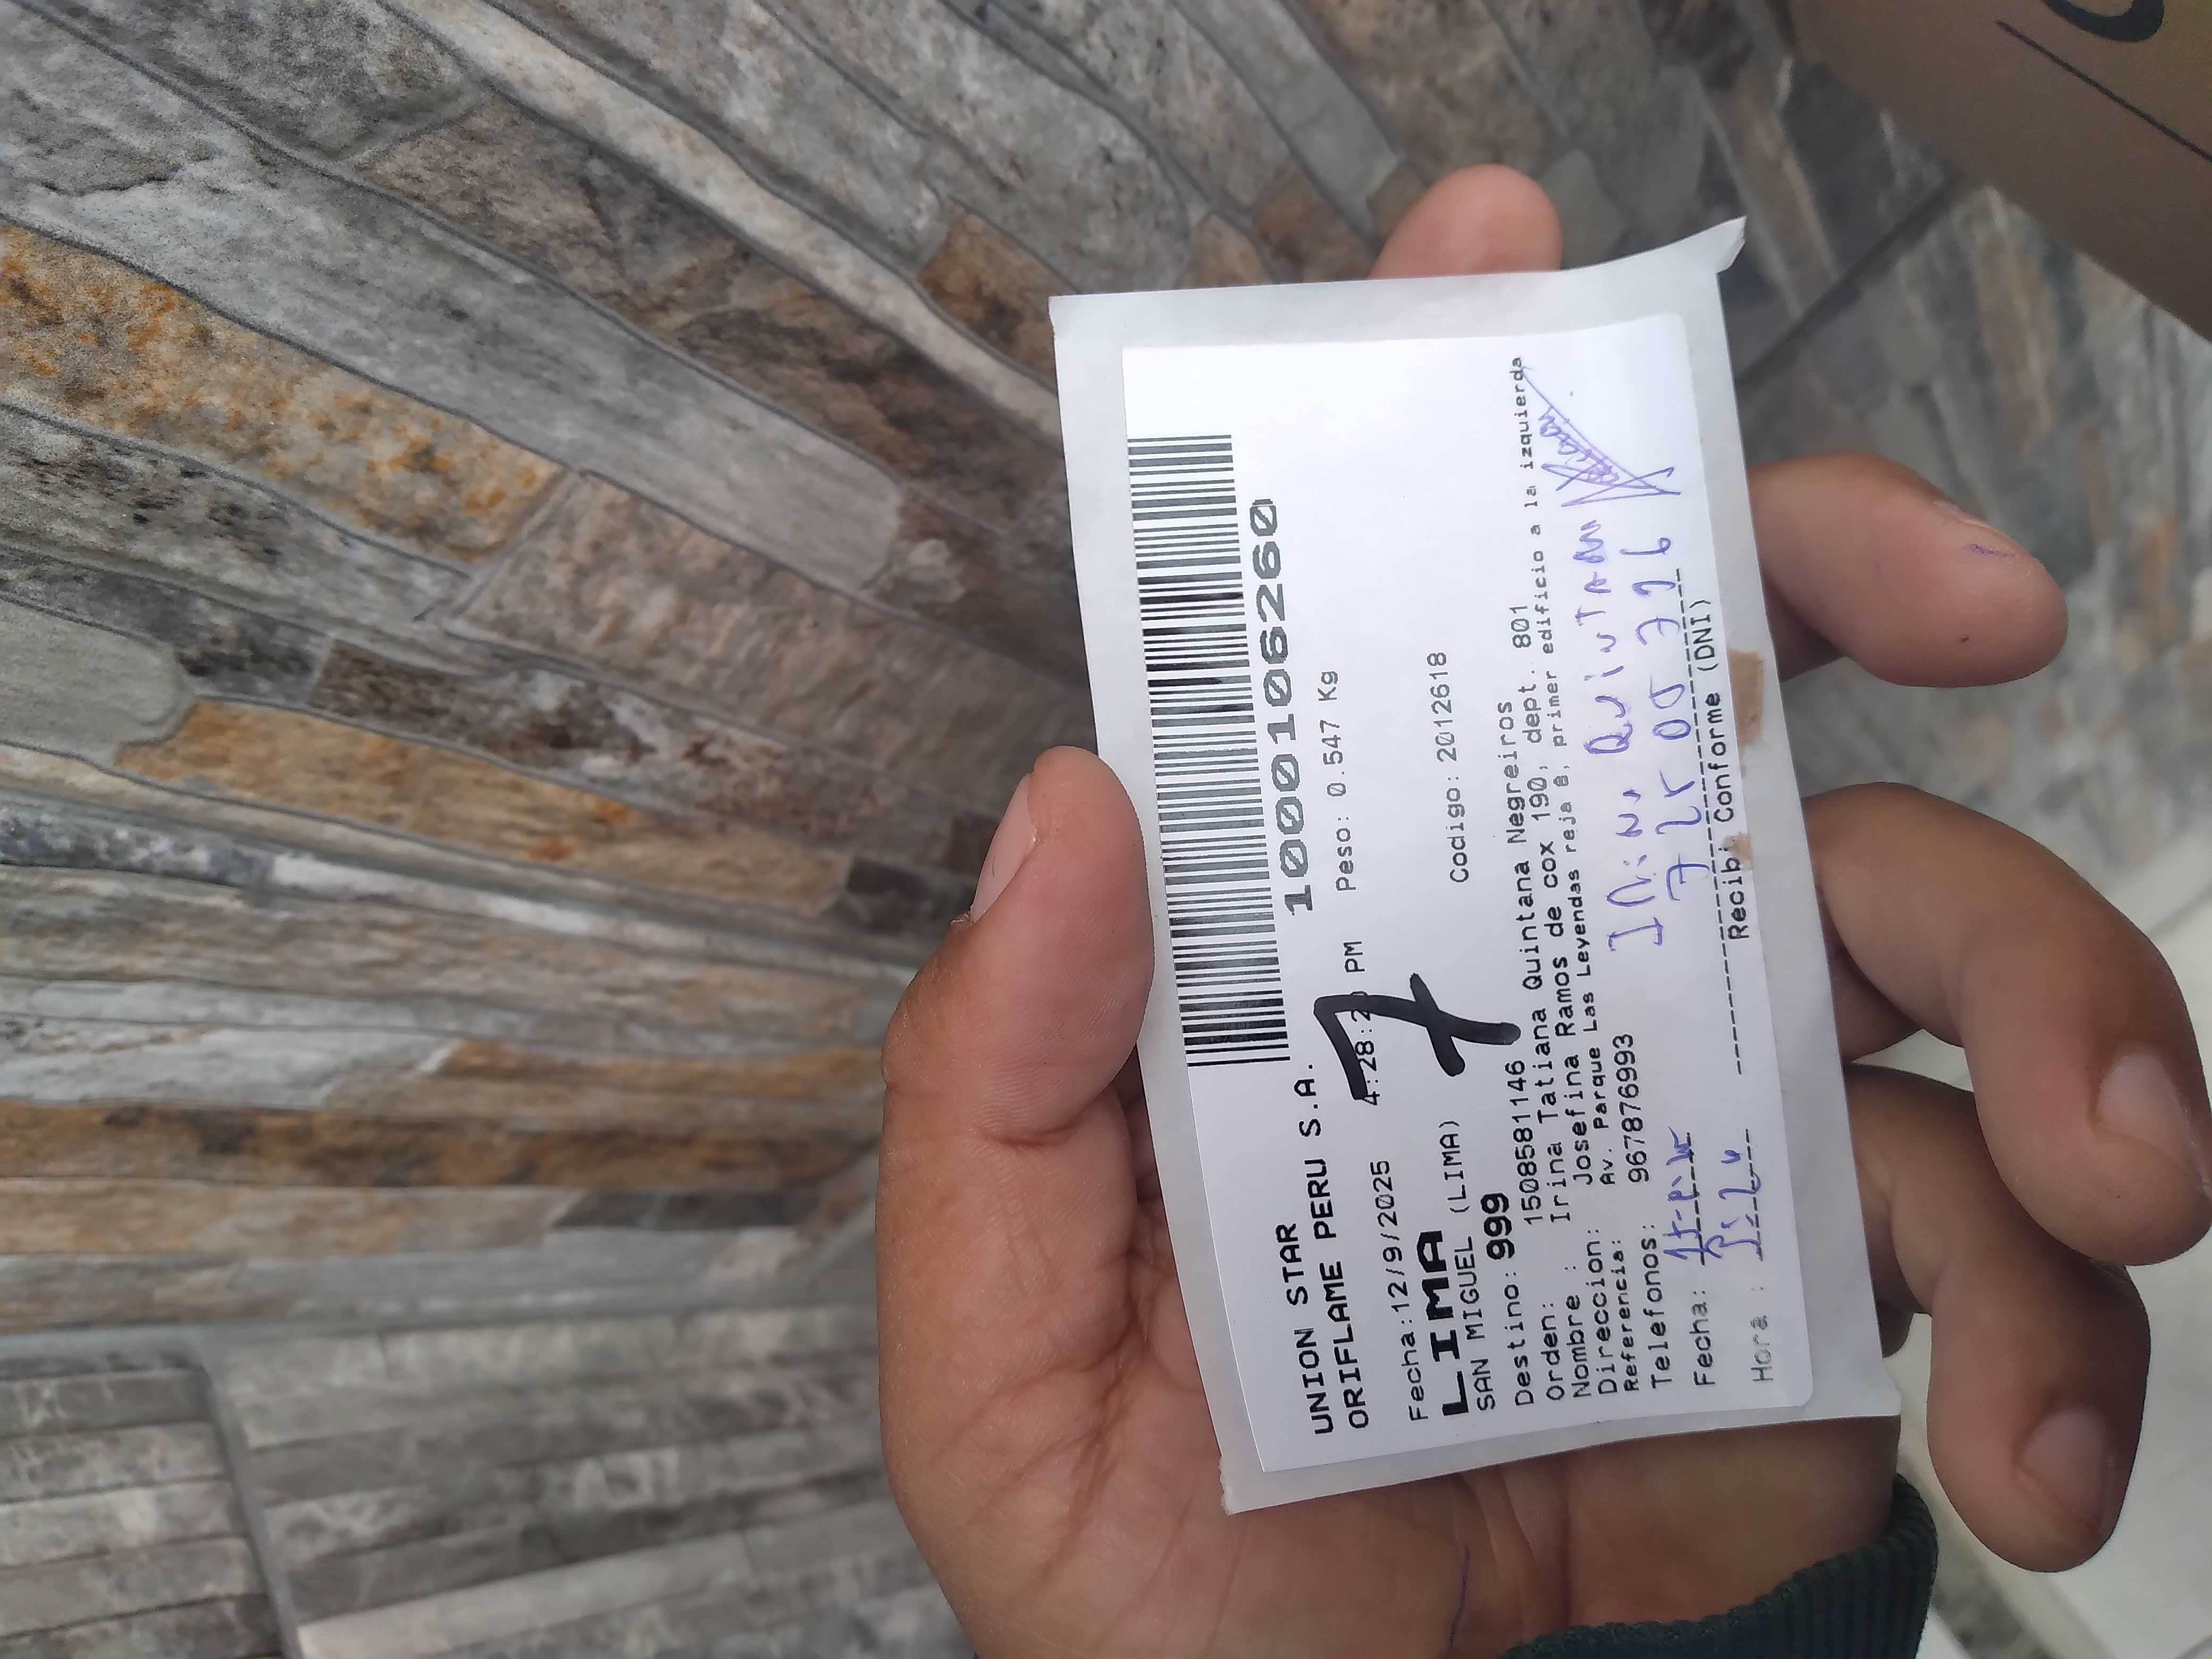 1000106260
UNION STAR
ORIFLAME PERU S.A.
Fecha:12/9/2025 4:28:2 PM Peso: 0.547 Kg
7
LIMA
SAN MIGUEL (LIMA) Codigo: 2012618
Destino: 999
Orden: 1508581146
Nombre : Irina Tatiana Quintana Negreiros
Direccion: Josefina Ramos de cox 190, dept. 801
Referencia: Av. Parque Las Leyendas reja 8, primer edificio a la izquierda
Telefonos: 967876993
Fecha:
Hora :
Recibi Conforme (DNI)